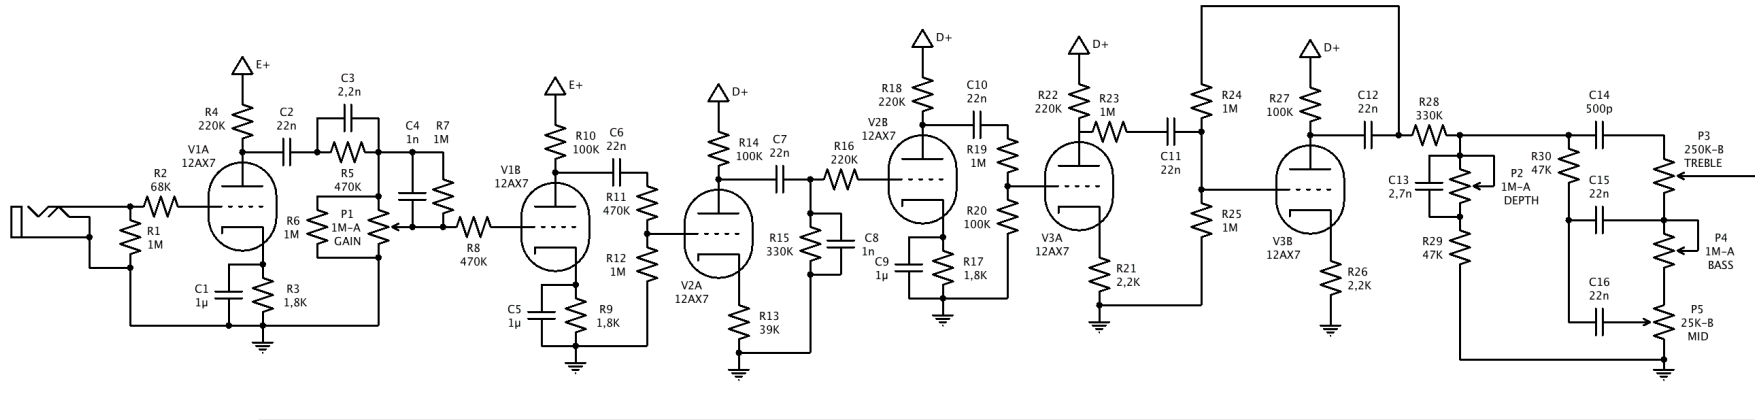 E+
R4
220K
V1A
12AX7
R2
68K
R1
1M
C1
1µ
R3
1,8K
C2
22n
C3
2,2n
R5
470K
R6
1M
P1
1M-A
GAIN
C4
1n
R7
1M
R8
470K
E+
R10
100K
V1B
12AX7
C5
1µ
R9
1,8K
C6
22n
R11
470K
R12
1M
D+
R14
100K
V2A
12AX7
R13
39K
C7
22n
R16
220K
R15
330K
C8
1n
D+
R18
220K
V2B
12AX7
C9
1µ
R17
1,8K
C10
22n
R19
1M
R20
100K
D+
R22
220K
R23
1M
V3A
12AX7
R21
2,2K
C11
22n
R24
1M
R25
1M
D+
R27
100K
V3B
12AX7
R26
2,2K
C12
22n
R28
330K
C13
2,7n
P2
1M-A
DEPTH
R29
47K
C14
500p
R30
47K
C15
22n
C16
22n
P3
250K-B
TREBLE
P4
1M-A
BASS
P5
25K-B
MID